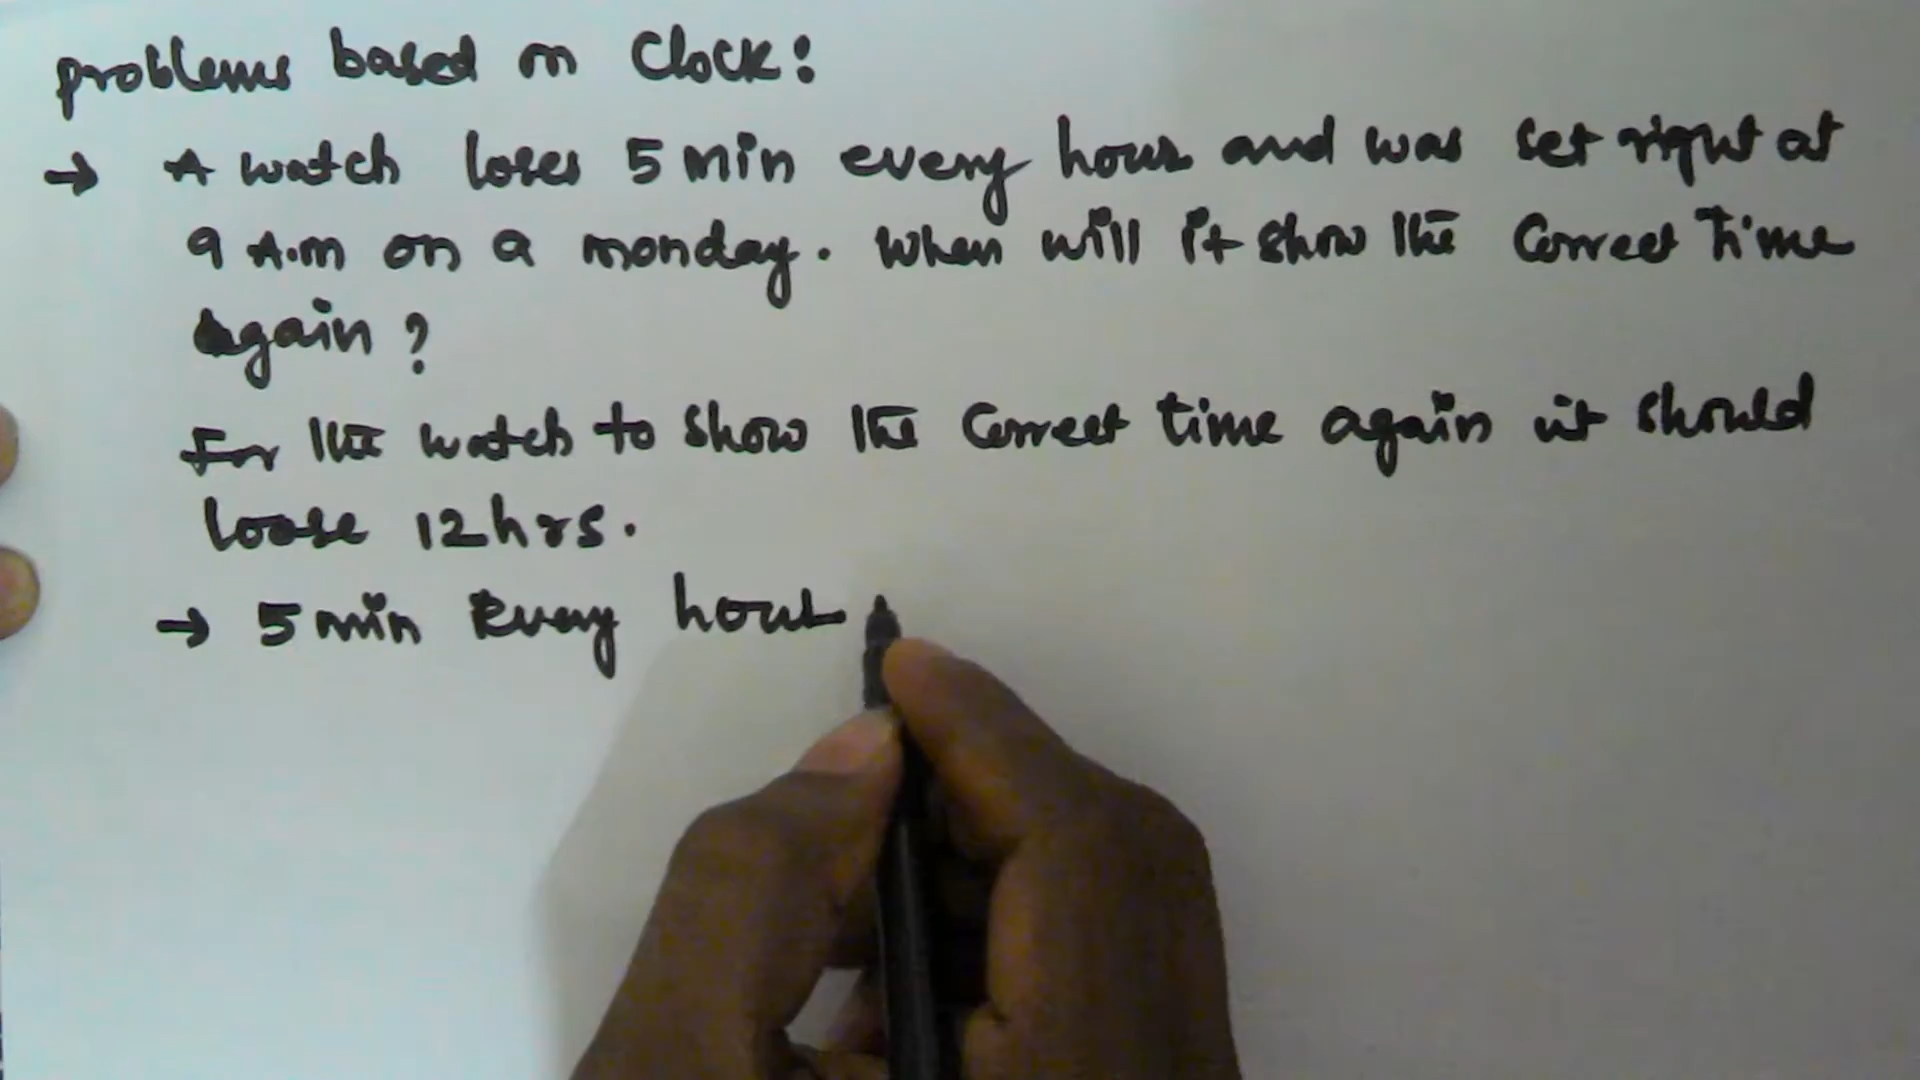 problems based on Clock:
→ A watch loses 5 min every hour and was set right at
9 A.m on a monday. When will it show the Correct Time
again?
For the watch to show the Correct time again it should
loose 12hrs.
→ 5 min Every hour